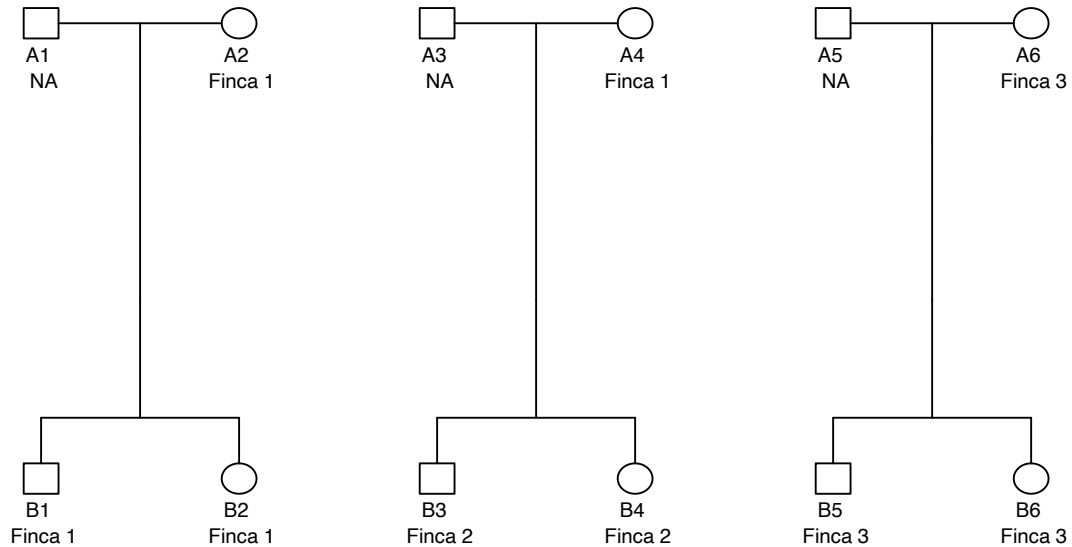 A1 A2 A3 A4 A5 A6
NA Finca 1 NA Finca 1 NA Finca 3
B1 B2 B3 B4 B5 B6
Finca 1 Finca 1 Finca 2 Finca 2 Finca 3 Finca 3